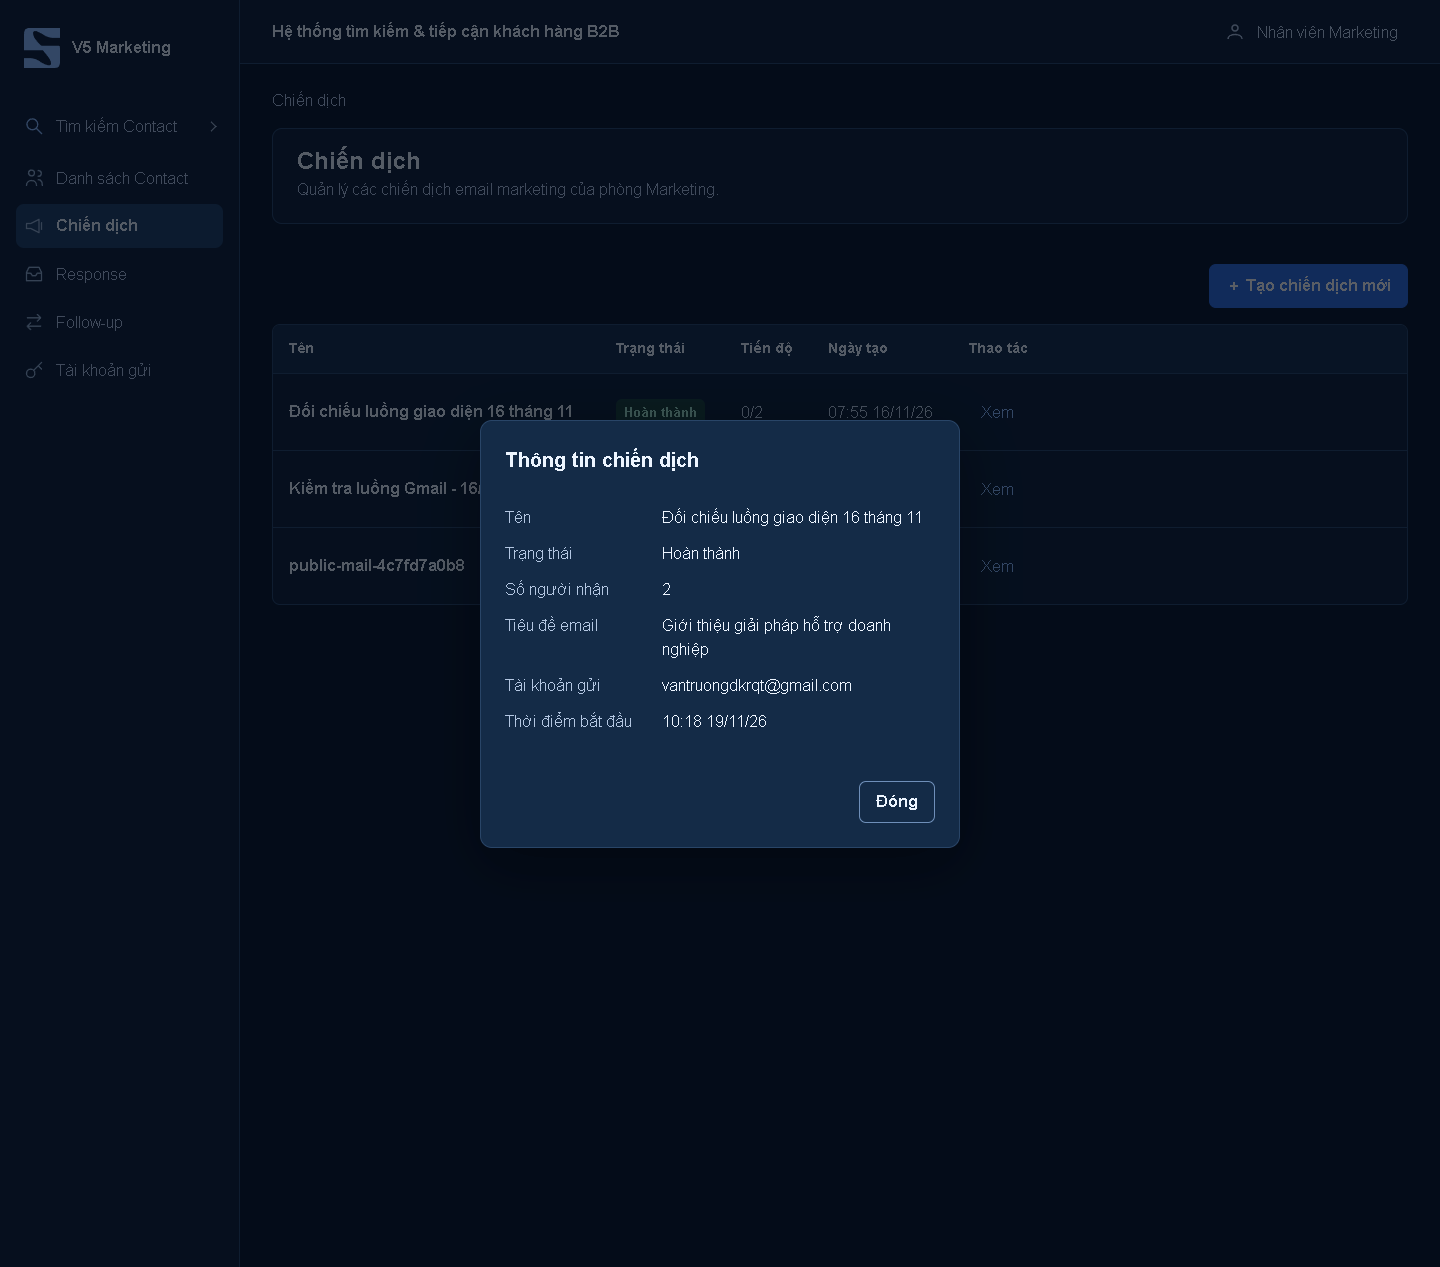 V5 Marketing
Hệ thống tìm kiếm & tiếp cận khách hàng B2B
Nhân viên Marketing
Tìm kiếm Contact
Danh sách Contact
Chiến dịch
Response
Follow-up
Tài khoản gửi
Chiến dịch
Chiến dịch
Quản lý các chiến dịch email marketing của phòng Marketing.
+ Tạo chiến dịch mới
Tên Trạng thái Tiến độ Ngày tạo Thao tác
Đối chiếu luồng giao diện 16 tháng 11 Hoàn thành 0/2 07:55 16/11/26 Xem
Kiểm tra luồng Gmail - 16/ Xem
public-mail-4c7fd7a0b8 Xem
Thông tin chiến dịch
Tên Đối chiếu luồng giao diện 16 tháng 11
Trạng thái Hoàn thành
Số người nhận 2
Tiêu đề email Giới thiệu giải pháp hỗ trợ doanh
nghiệp
Tài khoản gửi vantruongdkrqt@gmail.com
Thời điểm bắt đầu 10:18 19/11/26
Đóng